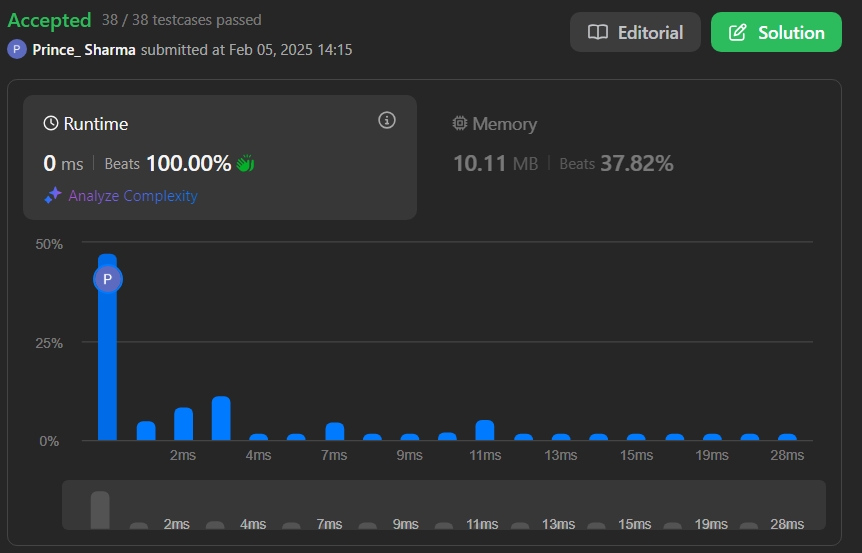 Accepted 38 / 38 testcases passed
Editorial
Solution
P Prince_ Sharma submitted at Feb 05, 2025 14:15
Runtime
0 ms | Beats 100.00%
Analyze Complexity
Memory
10.11 MB | Beats 37.82%
50%
P
25%
0%
2ms 4ms 7ms 9ms 11ms 13ms 15ms 19ms 28ms
2ms 4ms 7ms 9ms 11ms 13ms 15ms 19ms 28ms